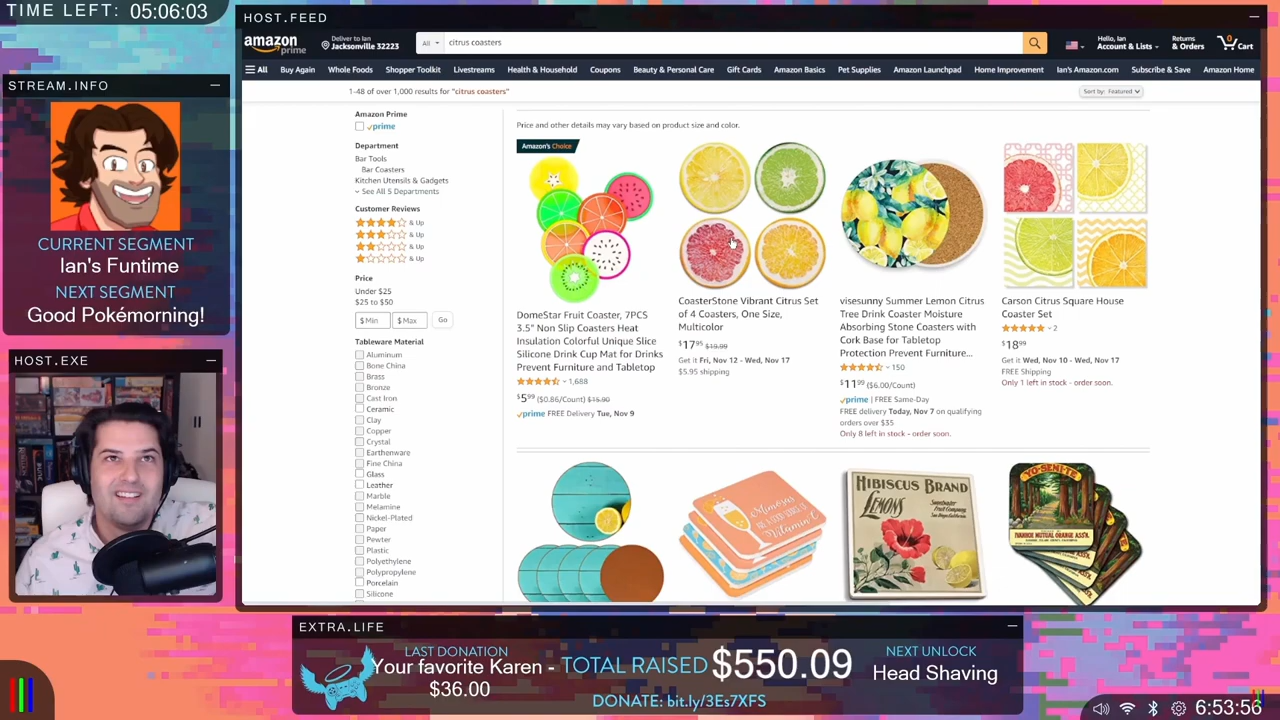 TIME LEFT: 05:06:03
STREAM.INFO
CURRENT SEGMENT
Ian's Funtime
NEXT SEGMENT
Good Pokémorning!
HOST.EXE
HOST.FEED
amazon
prime
Deliver to Ian
Jacksonville 32223
All
citrus coasters
Hello, Ian
Account & Lists
Returns
& Orders
0
Cart
All
Buy Again
Whole Foods
Shopper Toolkit
Livestreams
Health & Household
Coupons
Beauty & Personal Care
Gift Cards
Amazon Basics
Pet Supplies
Amazon Launchpad
Home Improvement
Ian's Amazon.com
Subscribe & Save
Amazon Home
1-48 of over 1,000 results for "citrus coasters"
Sort by: Featured
Amazon Prime
prime
Department
Bar Tools
Bar Coasters
Kitchen Utensils & Gadgets
See All 5 Departments
Customer Reviews
& Up
& Up
& Up
& Up
Price
Under $25
$25 to $50
$ Min
$ Max
Go
Tableware Material
Aluminum
Bone China
Brass
Bronze
Cast Iron
Ceramic
Clay
Copper
Crystal
Earthenware
Fine China
Glass
Leather
Marble
Melamine
Nickel-Plated
Paper
Pewter
Plastic
Polyethylene
Polypropylene
Porcelain
Silicone
Price and other details may vary based on product size and color.
Amazon's Choice
DomeStar Fruit Coaster, 7PCS
3.5" Non Slip Coasters Heat
Insulation Colorful Unique Slice
Silicone Drink Cup Mat for Drinks
Prevent Furniture and Tabletop
1,688
$5.99 ($0.86/Count) $15.90
prime FREE Delivery Tue, Nov 9
CoasterStone Vibrant Citrus Set
of 4 Coasters, One Size,
Multicolor
$17.95 $19.99
Get it Fri, Nov 12 - Wed, Nov 17
$5.95 shipping
visesunny Summer Lemon Citrus
Tree Drink Coaster Moisture
Absorbing Stone Coasters with
Cork Base for Tabletop
Protection Prevent Furniture...
150
$11.99 ($6.00/Count)
prime | FREE Same-Day
FREE delivery Today, Nov 7 on qualifying
orders over $35
Only 8 left in stock - order soon.
Carson Citrus Square House
Coaster Set
2
$18.99
Get it Wed, Nov 10 - Wed, Nov 17
FREE Shipping
Only 1 left in stock - order soon.
HIBISCUS BRAND
LEMONS
YO-SEM-I-TE
EXTRA.LIFE
LAST DONATION
Your favorite Karen -
$36.00
TOTAL RAISED $550.09
DONATE: bit.ly/3Es7XFS
NEXT UNLOCK
Head Shaving
6:53:56